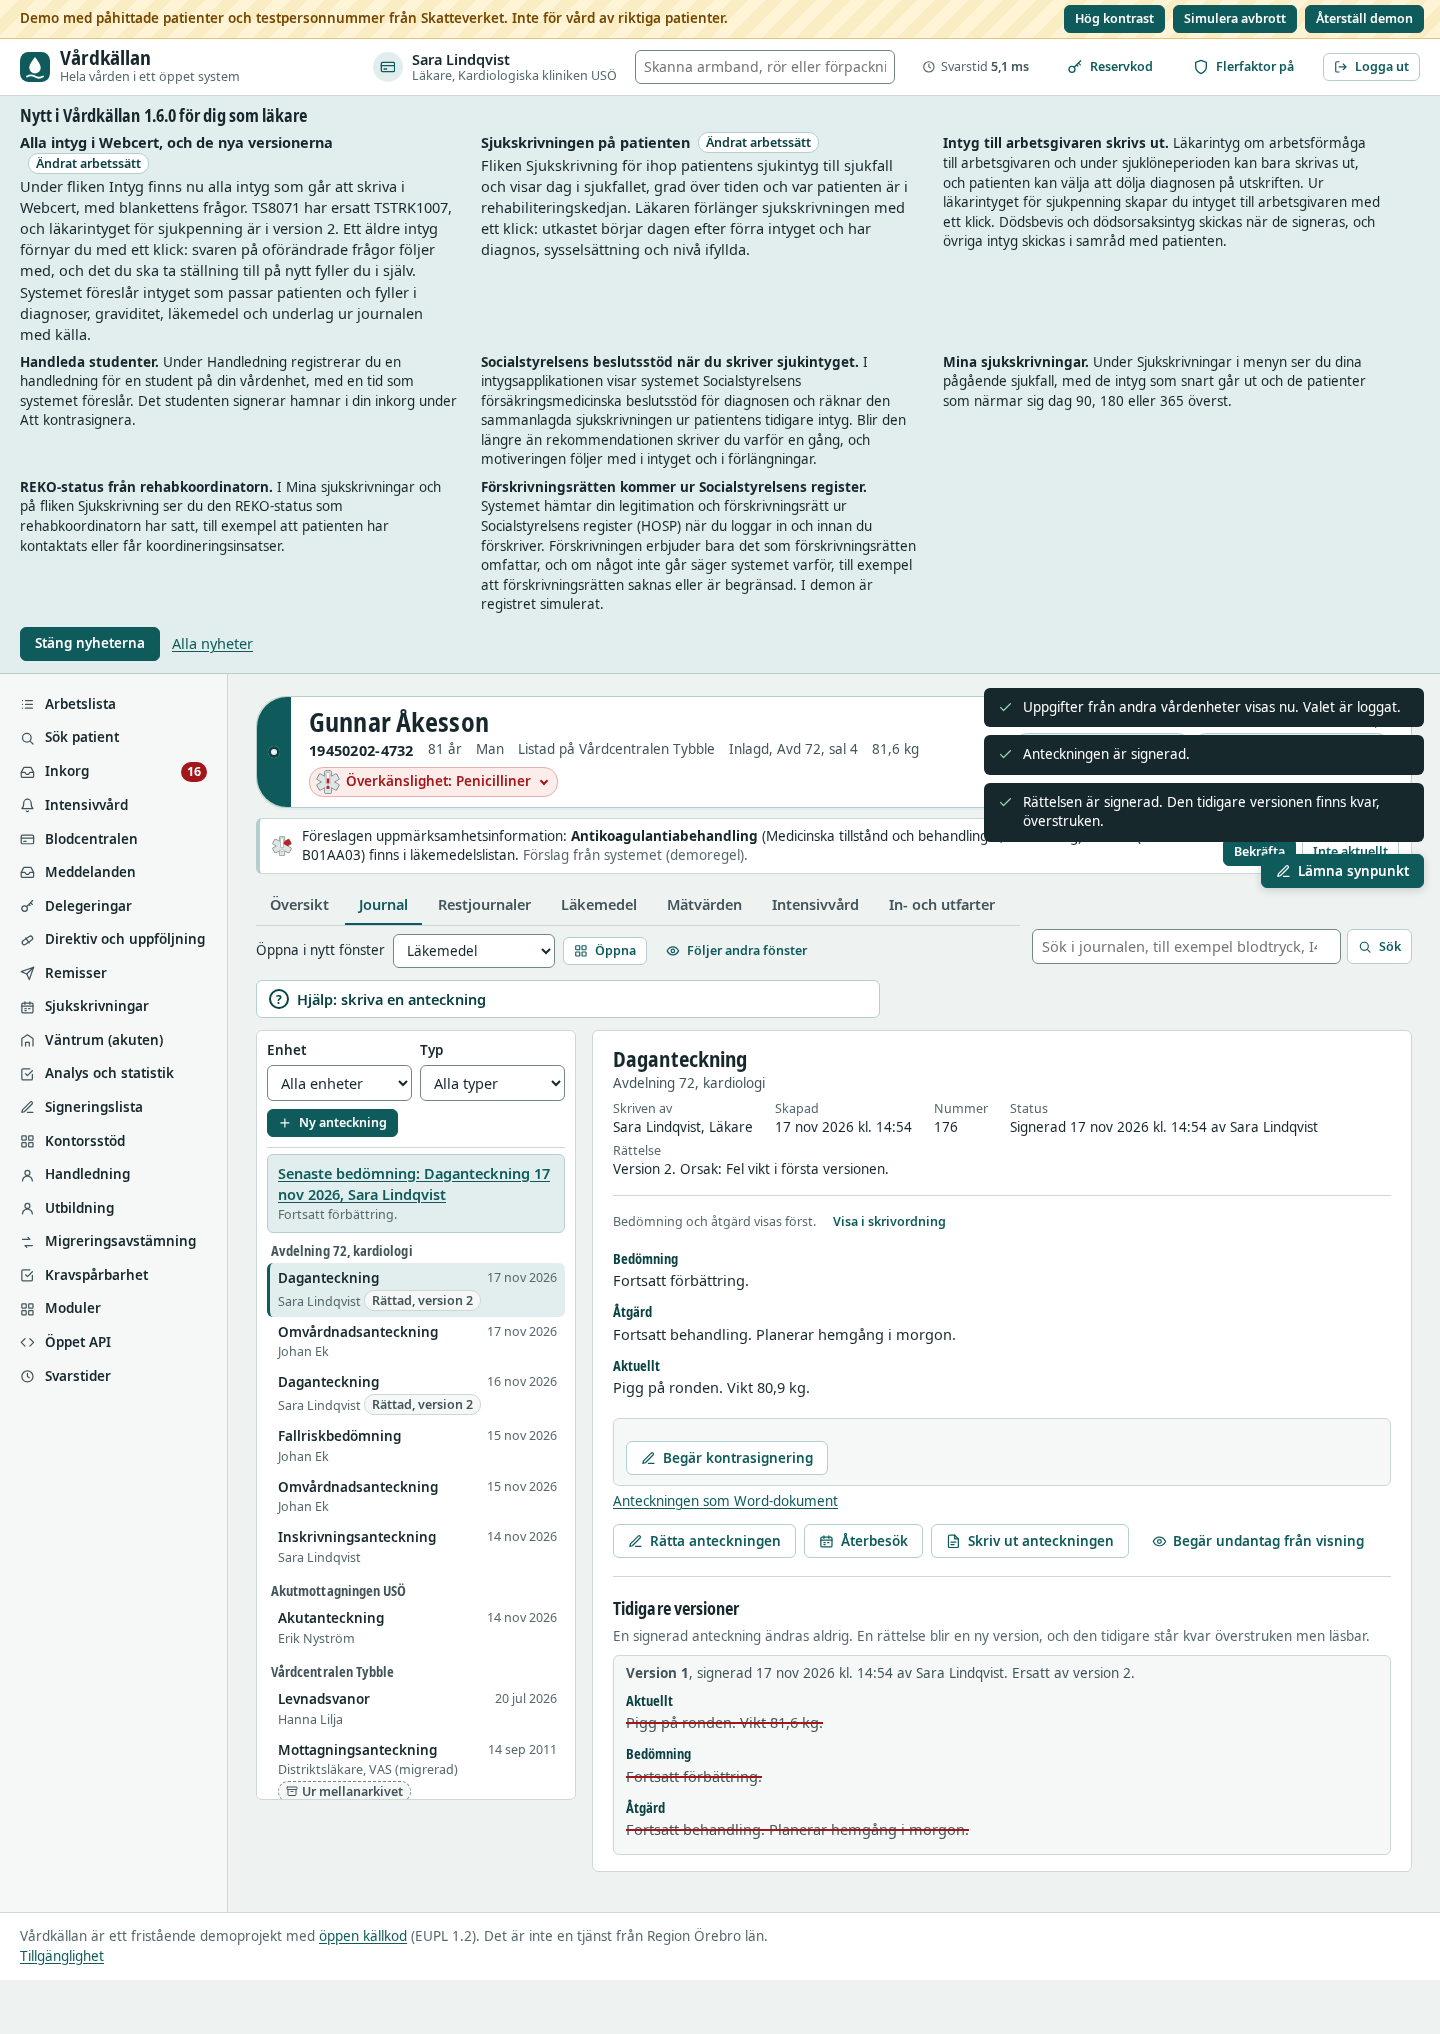 Demo med påhittade patienter och testpersonnummer från Skatteverket. Inte för vård av riktiga patienter.
Hög kontrast
Simulera avbrott
Återställ demon
Vårdkällan
Hela vården i ett öppet system
Sara Lindqvist
Läkare, Kardiologiska kliniken USÖ
Skanna armband, rör eller förpackni
Svarstid 5,1 ms
Reservkod
Flerfaktor på
Logga ut
Nytt i Vårdkällan 1.6.0 för dig som läkare
Alla intyg i Webcert, och de nya versionerna
Ändrat arbetssätt
Under fliken Intyg finns nu alla intyg som går att skriva i
Webcert, med blankettens frågor. TS8071 har ersatt TSTRK1007,
och läkarintyget för sjukpenning är i version 2. Ett äldre intyg
förnyar du med ett klick: svaren på oförändrade frågor följer
med, och det du ska ta ställning till på nytt fyller du i själv.
Systemet föreslår intyget som passar patienten och fyller i
diagnoser, graviditet, läkemedel och underlag ur journalen
med källa.
Sjukskrivningen på patienten
Ändrat arbetssätt
Fliken Sjukskrivning för ihop patientens sjukintyg till sjukfall
och visar dag i sjukfallet, grad över tiden och var patienten är i
rehabiliteringskedjan. Läkaren förlänger sjukskrivningen med
ett klick: utkastet börjar dagen efter förra intyget och har
diagnos, sysselsättning och nivå ifyllda.
Intyg till arbetsgivaren skrivs ut. Läkarintyg om arbetsförmåga
till arbetsgivaren och under sjuklöneperioden kan bara skrivas ut,
och patienten kan välja att dölja diagnosen på utskriften. Ur
läkarintyget för sjukpenning skapar du intyget till arbetsgivaren med
ett klick. Dödsbevis och dödsorsaksintyg skickas när de signeras, och
övriga intyg skickas i samråd med patienten.
Handleda studenter. Under Handledning registrerar du en
handledning för en student på din vårdenhet, med en tid som
systemet föreslår. Det studenten signerar hamnar i din inkorg under
Att kontrasignera.
Socialstyrelsens beslutsstöd när du skriver sjukintyget. I
intygsapplikationen visar systemet Socialstyrelsens
försäkringsmedicinska beslutsstöd för diagnosen och räknar den
sammanlagda sjukskrivningen ur patientens tidigare intyg. Blir den
längre än rekommendationen skriver du varför en gång, och
motiveringen följer med i intyget och i förlängningar.
Mina sjukskrivningar. Under Sjukskrivningar i menyn ser du dina
pågående sjukfall, med de intyg som snart går ut och de patienter
som närmar sig dag 90, 180 eller 365 överst.
REKO-status från rehabkoordinatorn. I Mina sjukskrivningar och
på fliken Sjukskrivning ser du den REKO-status som
rehabkoordinatorn har satt, till exempel att patienten har
kontaktats eller får koordineringsinsatser.
Förskrivningsrätten kommer ur Socialstyrelsens register.
Systemet hämtar din legitimation och förskrivningsrätt ur
Socialstyrelsens register (HOSP) när du loggar in och innan du
förskriver. Förskrivningen erbjuder bara det som förskrivningsrätten
omfattar, och om något inte går säger systemet varför, till exempel
att förskrivningsrätten saknas eller är begränsad. I demon är
registret simulerat.
Stäng nyheterna
Alla nyheter
Arbetslista
Sök patient
Inkorg
16
Intensivvård
Blodcentralen
Meddelanden
Delegeringar
Direktiv och uppföljning
Remisser
Sjukskrivningar
Väntrum (akuten)
Analys och statistik
Signeringslista
Kontorsstöd
Handledning
Utbildning
Migreringsavstämning
Kravspårbarhet
Moduler
Öppet API
Svarstider
Gunnar Åkesson
19450202-4732 81 år Man Listad på Vårdcentralen Tybble Inlagd, Avd 72, sal 4 81,6 kg
Överkänslighet: Penicilliner
Uppgifter från andra vårdenheter visas nu. Valet är loggat.
Anteckningen är signerad.
Rättelsen är signerad. Den tidigare versionen finns kvar,
överstruken.
Föreslagen uppmärksamhetsinformation: Antikoagulantiabehandling (Medicinska tillstånd och behandling
B01AA03) finns i läkemedelslistan. Förslag från systemet (demoregel).
Bekräfta
Inte aktuellt
Lämna synpunkt
Översikt
Journal
Restjournaler
Läkemedel
Mätvärden
Intensivvård
In- och utfarter
Öppna i nytt fönster
Läkemedel
Öppna
Följer andra fönster
Sök i journalen, till exempel blodtryck, I
Sök
? Hjälp: skriva en anteckning
Enhet
Typ
Alla enheter
Alla typer
Ny anteckning
Senaste bedömning: Daganteckning 17
nov 2026, Sara Lindqvist
Fortsatt förbättring.
Avdelning 72, kardiologi
Daganteckning 17 nov 2026
Sara Lindqvist Rättad, version 2
Omvårdnadsanteckning 17 nov 2026
Johan Ek
Daganteckning 16 nov 2026
Sara Lindqvist Rättad, version 2
Fallriskbedömning 15 nov 2026
Johan Ek
Omvårdnadsanteckning 15 nov 2026
Johan Ek
Inskrivningsanteckning 14 nov 2026
Sara Lindqvist
Akutmottagningen USÖ
Akutanteckning 14 nov 2026
Erik Nyström
Vårdcentralen Tybble
Levnadsvanor 20 jul 2026
Hanna Lilja
Mottagningsanteckning 14 sep 2011
Distriktsläkare, VAS (migrerad)
Ur mellanarkivet
Daganteckning
Avdelning 72, kardiologi
Skriven av
Sara Lindqvist, Läkare
Skapad
17 nov 2026 kl. 14:54
Nummer
176
Status
Signerad 17 nov 2026 kl. 14:54 av Sara Lindqvist
Rättelse
Version 2. Orsak: Fel vikt i första versionen.
Bedömning och åtgärd visas först. Visa i skrivordning
Bedömning
Fortsatt förbättring.
Åtgärd
Fortsatt behandling. Planerar hemgång i morgon.
Aktuellt
Pigg på ronden. Vikt 80,9 kg.
Begär kontrasignering
Anteckningen som Word-dokument
Rätta anteckningen
Återbesök
Skriv ut anteckningen
Begär undantag från visning
Tidigare versioner
En signerad anteckning ändras aldrig. En rättelse blir en ny version, och den tidigare står kvar överstruken men läsbar.
Version 1, signerad 17 nov 2026 kl. 14:54 av Sara Lindqvist. Ersatt av version 2.
Aktuellt
Pigg på ronden. Vikt 81,6 kg.
Bedömning
Fortsatt förbättring.
Åtgärd
Fortsatt behandling. Planerar hemgång i morgon.
Vårdkällan är ett fristående demoprojekt med öppen källkod (EUPL 1.2). Det är inte en tjänst från Region Örebro län.
Tillgänglighet